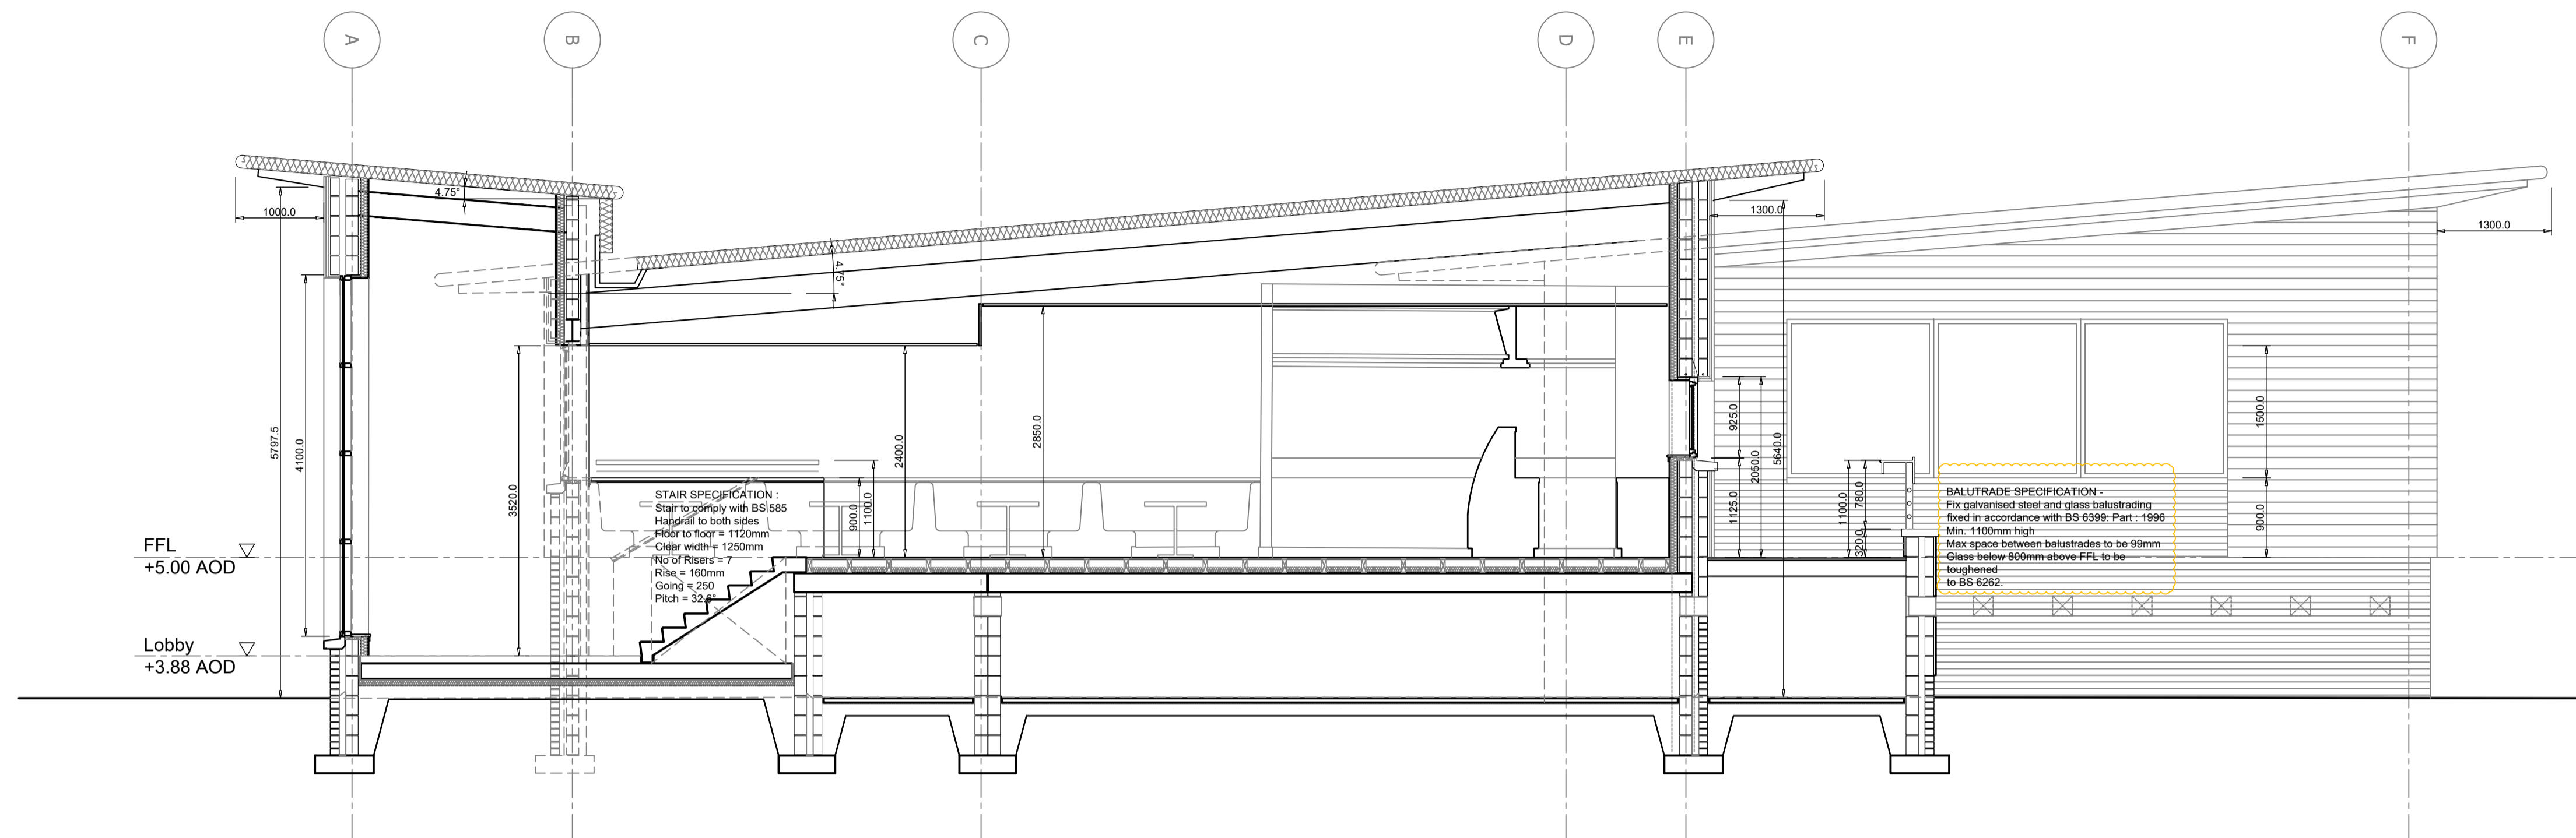 A
B
C
D
E
F
4.75°
1000.0
1300.0
1300.0
4.75°
5797.5
4100.0
3520.0
2400.0
2850.0
900.0
1100.0
925.0
2050.0
5640.0
1125.0
1100.0
780.0
320.0
1500.0
900.0
STAIR SPECIFICATION :
Stair to comply with BS 585
Handrail to both sides
Floor to floor = 1120mm
Clear width = 1250mm
No of Risers = 7
Rise = 160mm
Going = 250
Pitch = 32.6°
BALUTRADE SPECIFICATION -
Fix galvanised steel and glass balustrading
fixed in accordance with BS 6399: Part : 1996
Min. 1100mm high
Max space between balustrades to be 99mm
Glass below 800mm above FFL to be
toughened
to BS 6262.
FFL
+5.00 AOD
Lobby
+3.88 AOD